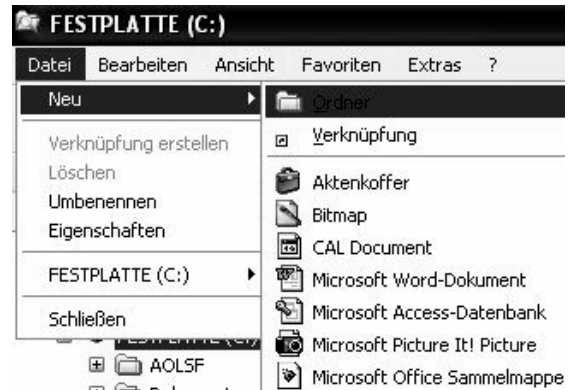 FESTPLATTE (C:)
Datei Bearbeiten Ansicht Favoriten Extras ?
Neu
Verknüpfung erstellen
Löschen
Umbenennen
Eigenschaften
FESTPLATTE (C:)
Schließen
Ordner
Verknüpfung
Aktenkoffer
Bitmap
CAL Document
Microsoft Word-Dokument
Microsoft Access-Datenbank
Microsoft Picture It! Picture
Microsoft Office Sammelmappe
FESTPLATTE (C:)
AOLSF